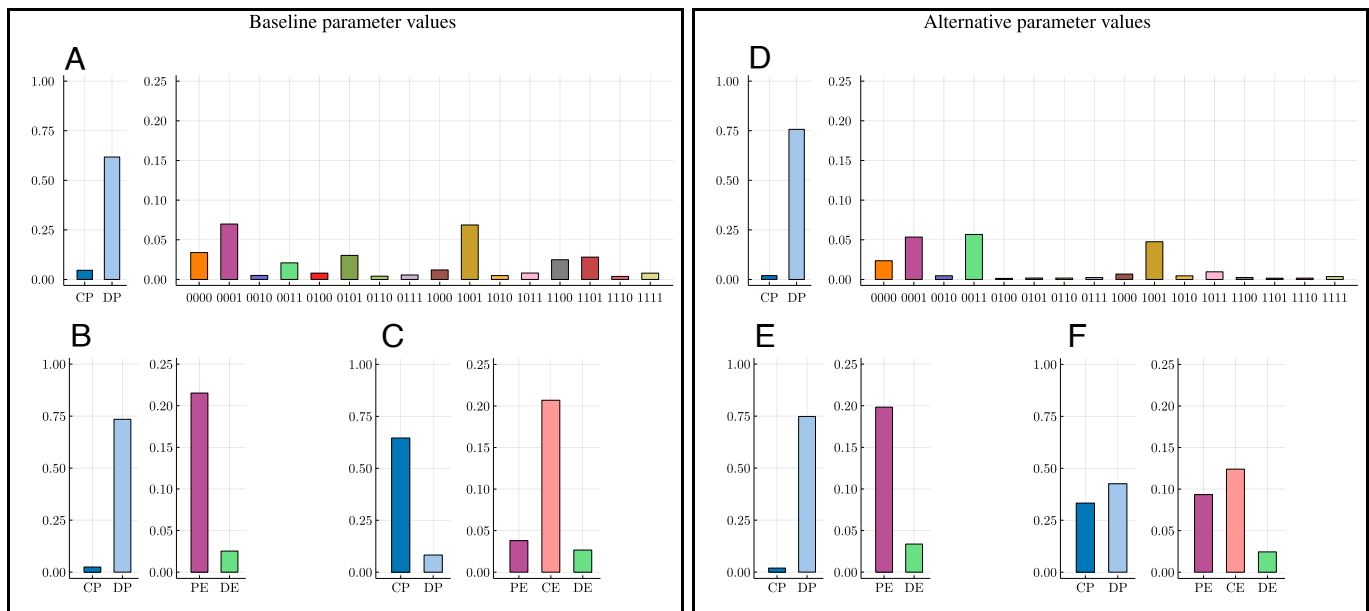 Baseline parameter values
A
1.00 0.75 0.50 0.25 0.00
CP DP
0.25 0.20 0.15 0.10 0.05 0.00
0000 0001 0010 0011 0100 0101 0110 0111 1000 1001 1010 1011 1100 1101 1110 1111
B
1.00 0.75 0.50 0.25 0.00
CP DP
0.25 0.20 0.15 0.10 0.05 0.00
PE DE
C
1.00 0.75 0.50 0.25 0.00
CP DP
0.25 0.20 0.15 0.10 0.05 0.00
PE CE DE
Alternative parameter values
D
1.00 0.75 0.50 0.25 0.00
CP DP
0.25 0.20 0.15 0.10 0.05 0.00
0000 0001 0010 0011 0100 0101 0110 0111 1000 1001 1010 1011 1100 1101 1110 1111
E
1.00 0.75 0.50 0.25 0.00
CP DP
0.25 0.20 0.15 0.10 0.05 0.00
PE DE
F
1.00 0.75 0.50 0.25 0.00
CP DP
0.25 0.20 0.15 0.10 0.05 0.00
PE CE DE